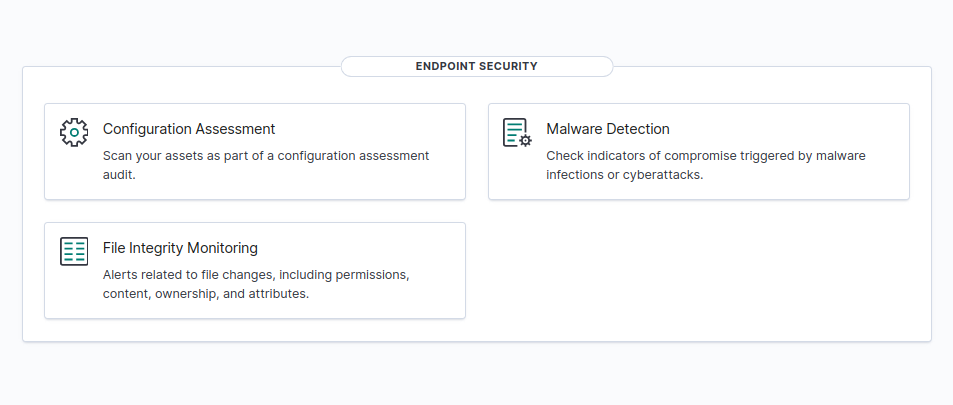 ENDPOINT SECURITY
Configuration Assessment
Scan your assets as part of a configuration assessment
audit.
Malware Detection
Check indicators of compromise triggered by malware
infections or cyberattacks.
File Integrity Monitoring
Alerts related to file changes, including permissions,
content, ownership, and attributes.